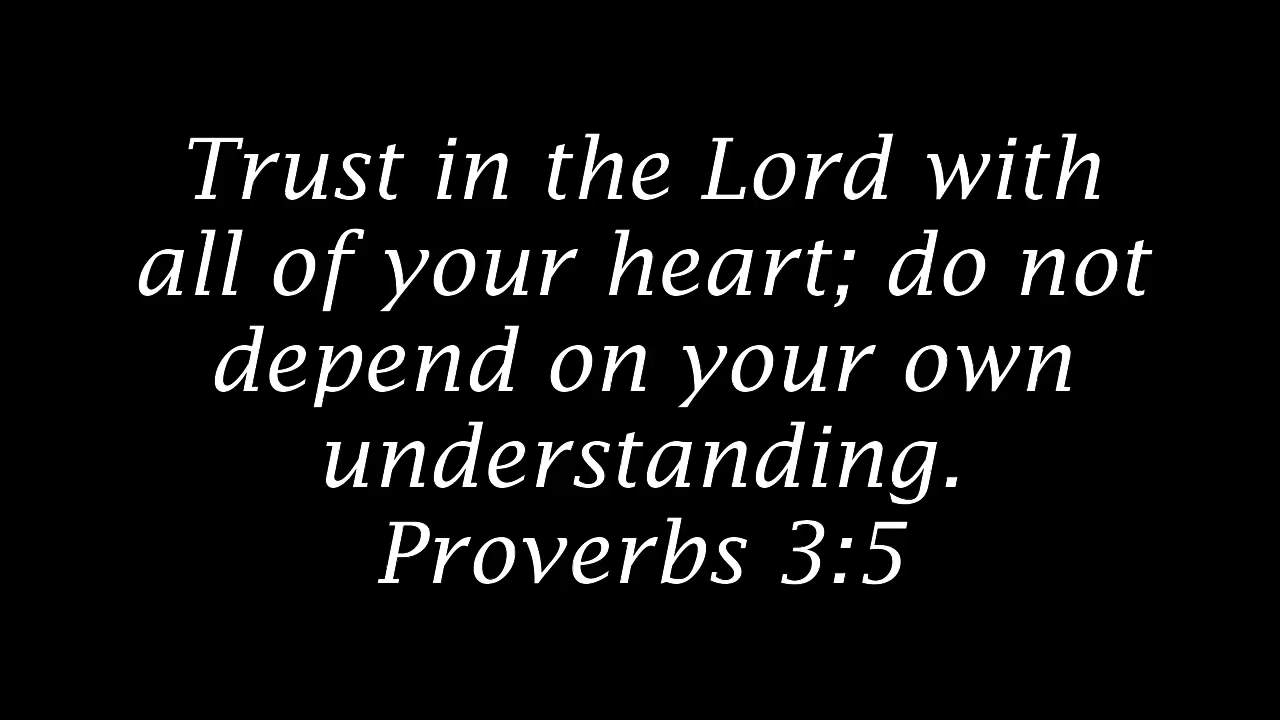 Trust in the Lord with
all of your heart; do not
depend on your own
understanding.
Proverbs 3:5